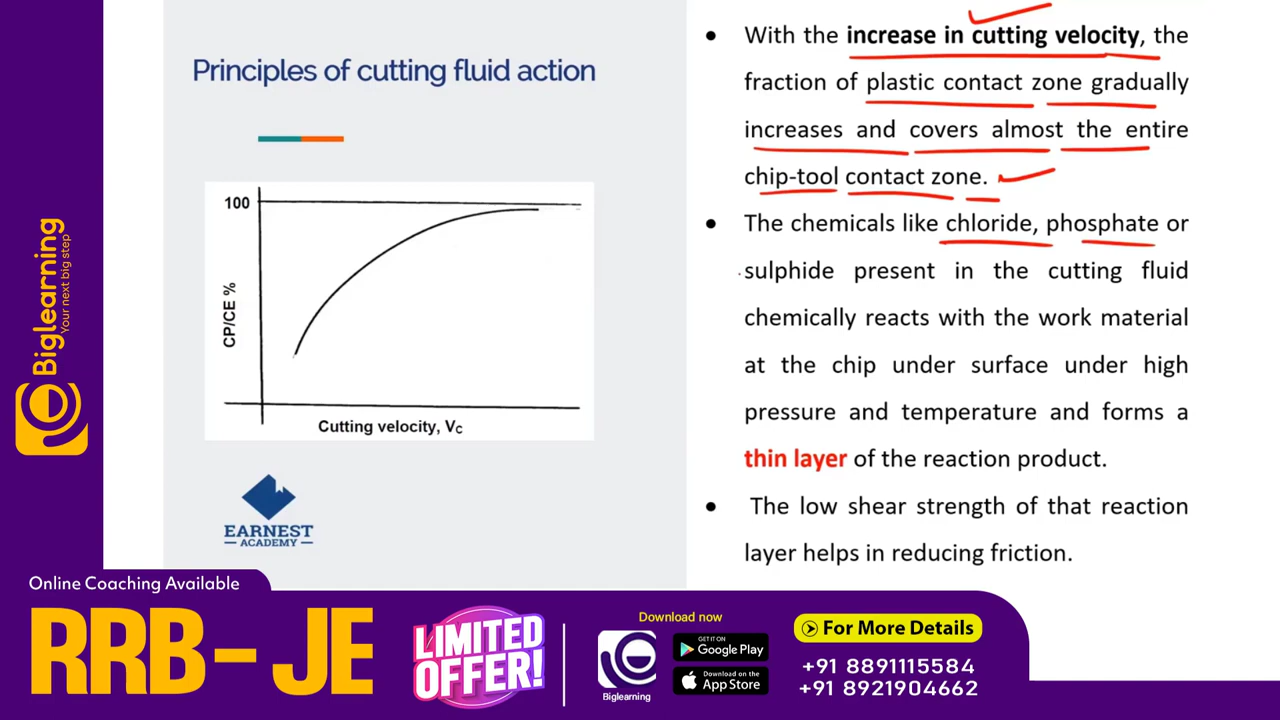 Principles of cutting fluid action
100
CP/CE %
Cutting velocity, Vc
EARNEST
ACADEMY
• With the increase in cutting velocity, the
fraction of plastic contact zone gradually
increases and covers almost the entire
chip-tool contact zone.
• The chemicals like chloride, phosphate or
sulphide present in the cutting fluid
chemically reacts with the work material
at the chip under surface under high
pressure and temperature and forms a
thin layer of the reaction product.
• The low shear strength of that reaction
layer helps in reducing friction.
Biglearning
Your next big step
Online Coaching Available
RRB - JE
LIMITED
OFFER!
Download now
Biglearning
GET IT ON
Google Play
Download on the
App Store
For More Details
+91 8891115584
+91 8921904662